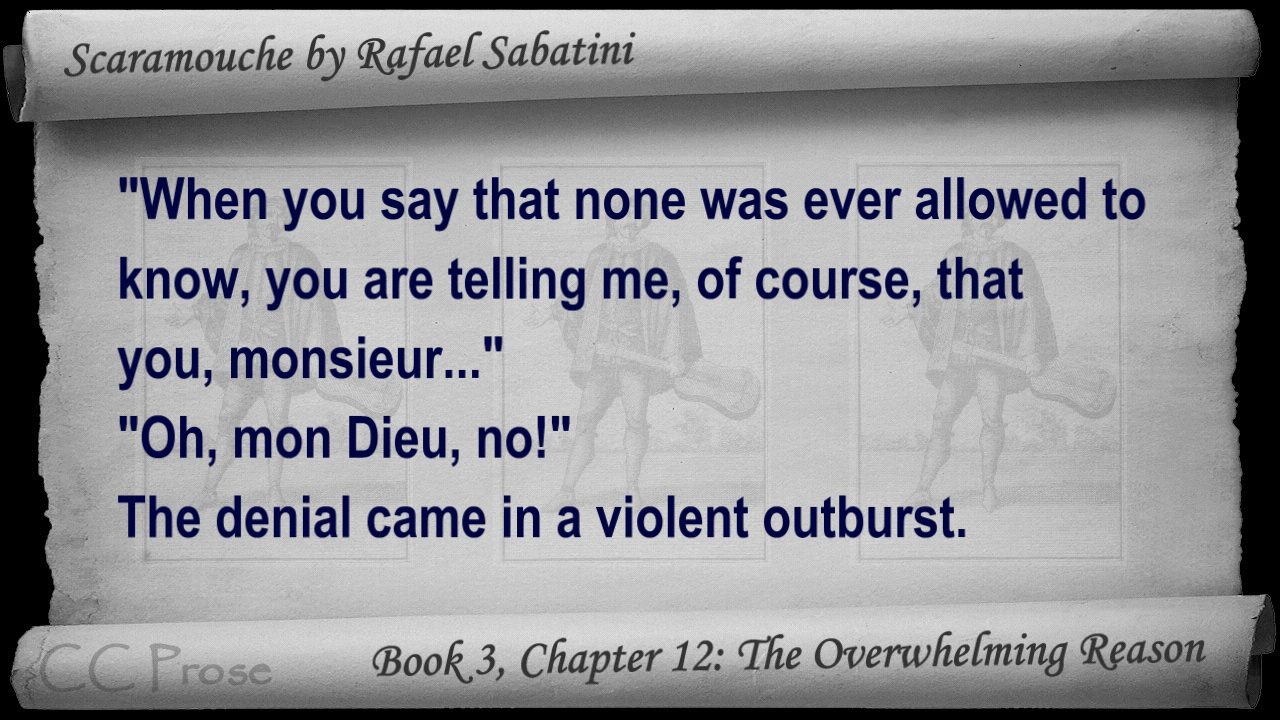 Scaramouche by Rafael Sabatini
"When you say that none was ever allowed to
know, you are telling me, of course, that
you, monsieur..."
"Oh, mon Dieu, no!"
The denial came in a violent outburst.
CC Prose
Book 3, Chapter 12: The Overwhelming Reason